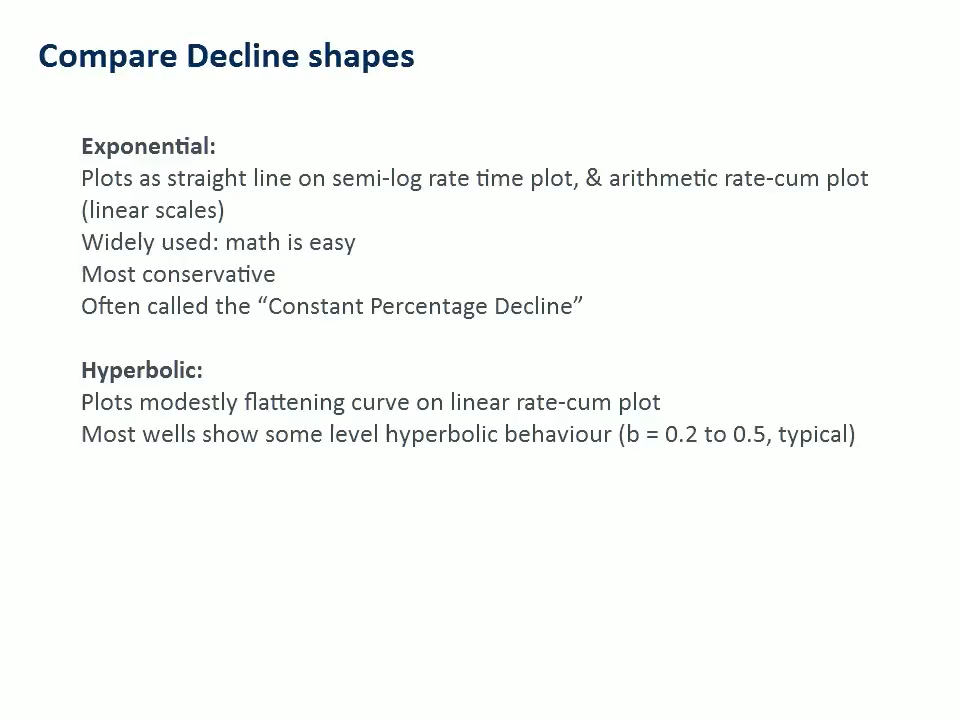 Compare Decline shapes
Exponential:
Plots as straight line on semi-log rate time plot, & arithmetic rate-cum plot
(linear scales)
Widely used: math is easy
Most conservative
Often called the “Constant Percentage Decline”
Hyperbolic:
Plots modestly flattening curve on linear rate-cum plot
Most wells show some level hyperbolic behaviour (b = 0.2 to 0.5, typical)